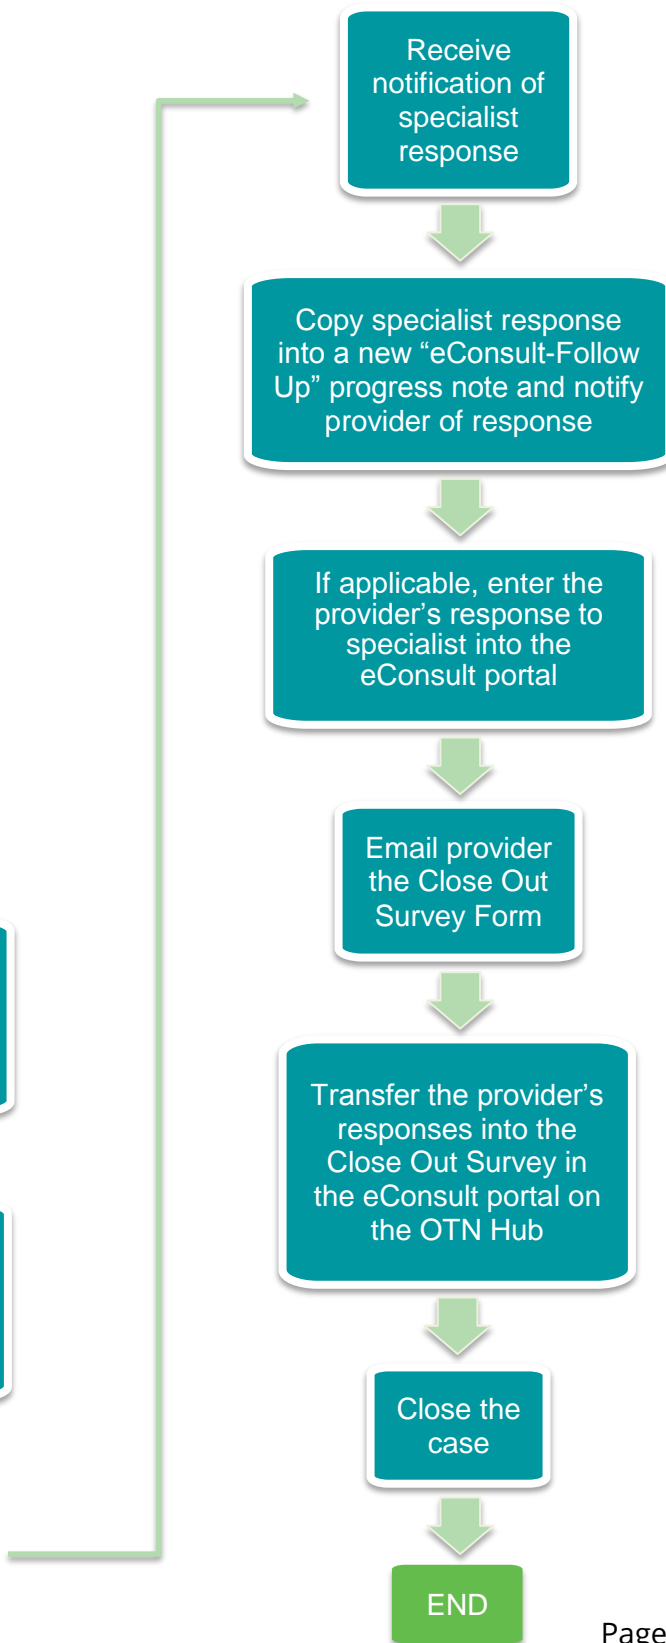 Receive
notification of
specialist
response
Copy specialist response
into a new “eConsult-Follow
Up” progress note and notify
provider of response
If applicable, enter the
provider’s response to
specialist into the
eConsult portal
Email provider
the Close Out
Survey Form
Transfer the provider’s
responses into the
Close Out Survey in
the eConsult portal on
the OTN Hub
Close the
case
END
Page